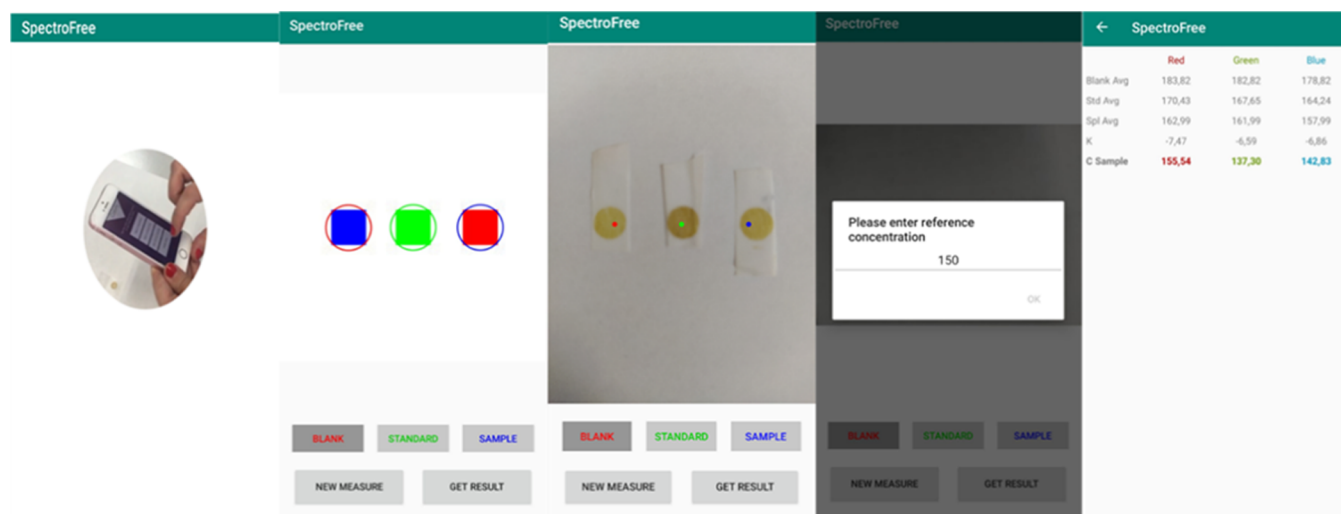 SpectroFree
SpectroFree
BLANK
STANDARD
SAMPLE
NEW MEASURE
GET RESULT
SpectroFree
BLANK
STANDARD
SAMPLE
NEW MEASURE
GET RESULT
SpectroFree
Please enter reference
concentration
150
OK
BLANK
STANDARD
SAMPLE
NEW MEASURE
GET RESULT
SpectroFree
Red Green Blue
Blank Avg 183,82 182,82 178,82
Std Avg 170,43 167,65 164,24
Spl Avg 162,99 161,99 157,99
K -7,47 -6,59 -6,86
C Sample 155,54 137,30 142,83